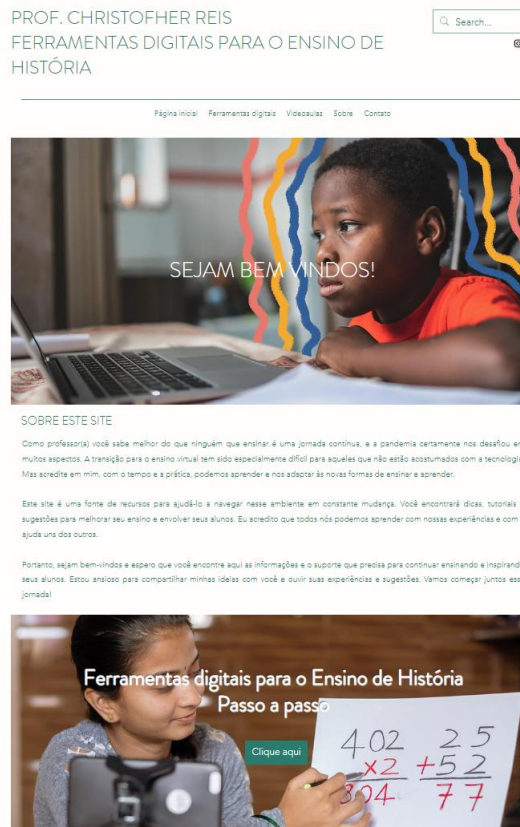 PROF. CHRISTOFHER REIS
FERRAMENTAS DIGITAIS PARA O ENSINO DE
HISTÓRIA
Search...
Página inicial Ferramentas digitais Videoaulas Sobre Contato
SEJAM BEM VINDOS!
SOBRE ESTE SITE
Como professor(a) você sabe melhor do que ninguém que ensinar é uma jornada contínua, e a pandemia certamente nos desafiou em
muitos aspectos. A transição para o ensino virtual tem sido especialmente difícil para aqueles que não estão acostumados com a tecnologia
Mas acredite em mim, com o tempo e a prática, podemos aprender e nos adaptar às novas formas de ensinar e aprender.
Este site é uma fonte de recursos para ajudá-lo a navegar nesse ambiente em constante mudança. Você encontrará dicas, tutoriais
sugestões para melhorar seu ensino e envolver seus alunos. Eu acredito que todos nós podemos aprender com nossas experiências e com
ajuda uns dos outros.
Portanto, sejam bem-vindos e espero que você encontre aqui as informações e o suporte que precisa para continuar ensinando e inspirand
seus alunos. Estou ansioso para compartilhar minhas ideias com você e ouvir suas experiências e sugestões. Vamos começar juntos ess
jornada!
Ferramentas digitais para o Ensino de História
Passo a passo
Clique aqui
402 25
x2 +52
804 77